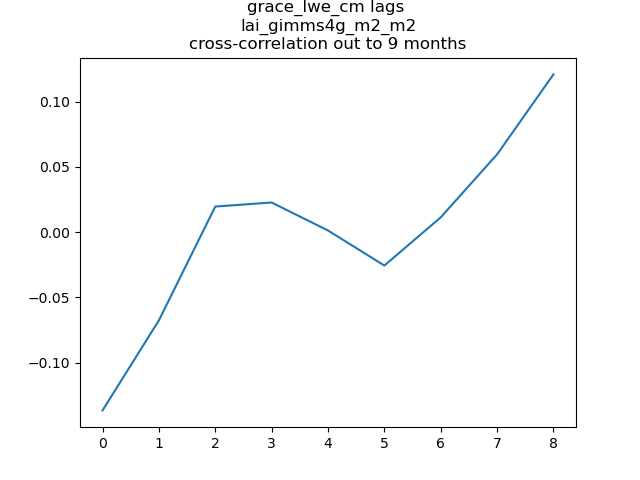 grace_lwe_cm lags
lai_gimms4g_m2_m2
cross-correlation out to 9 months
0.10
0.05
0.00
−0.05
−0.10
0 1 2 3 4 5 6 7 8